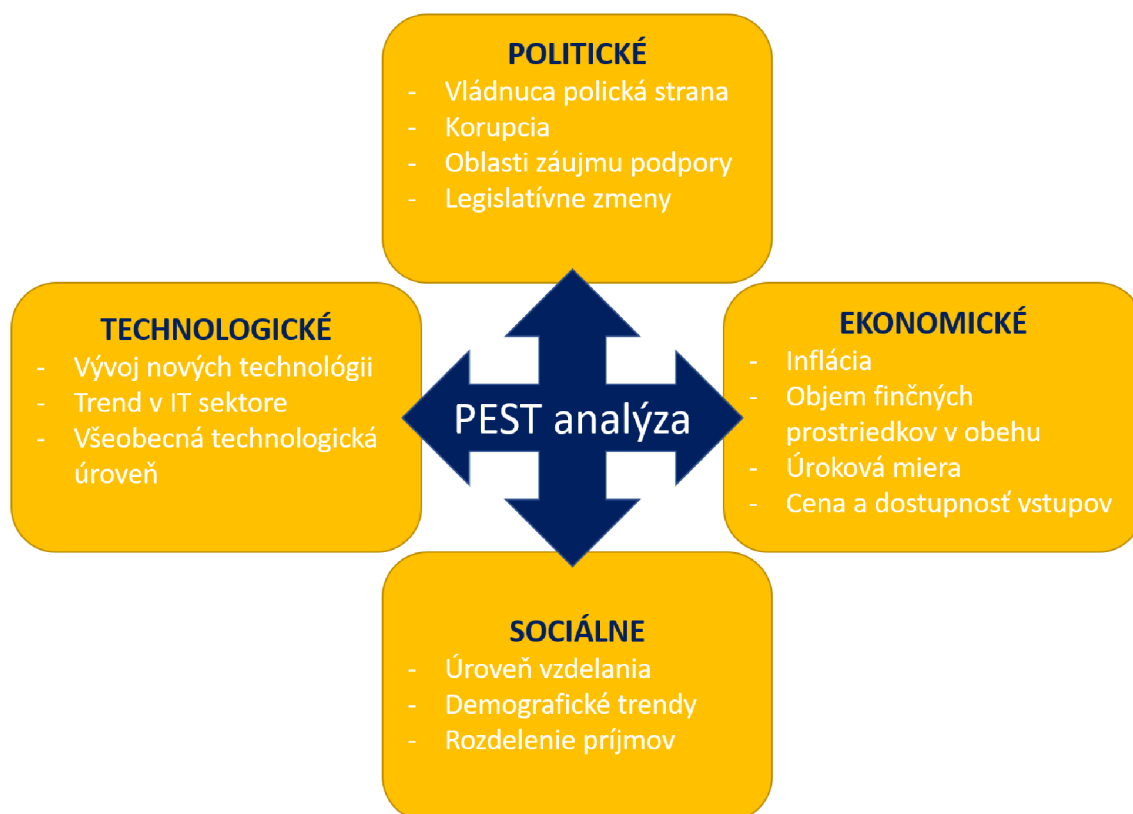 POLITICKÉ
- Vládnuca polická strana
- Korupcia
- Oblasti záujmu podpory
- Legislatívne zmeny
TECHNOLOGICKÉ
- Vývoj nových technológii
- Trend v IT sektore
- Všeobecná technologická
úroveň
PEST analýza
EKONOMICKÉ
- Inflácia
- Objem finčných
prostriedkov v obehu
- Úroková miera
- Cena a dostupnosť vstupov
SOCIÁLNE
- Úroveň vzdelania
- Demografické trendy
- Rozdelenie príjmov